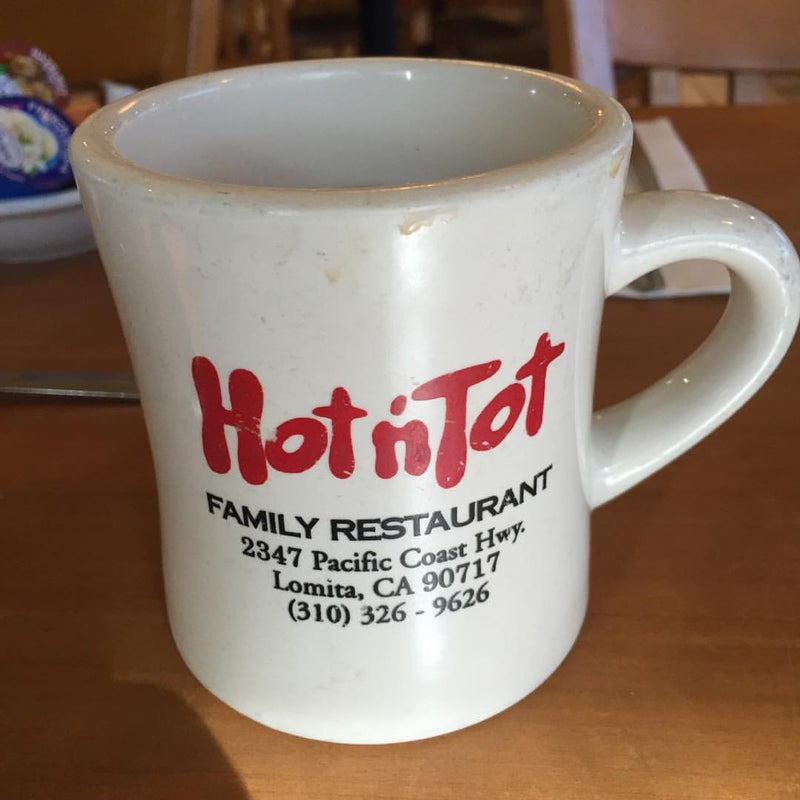 Hot 'n Tot
FAMILY RESTAURANT
2347 Pacific Coast Hwy.
Lomita, CA 90717
(310) 326 - 9626